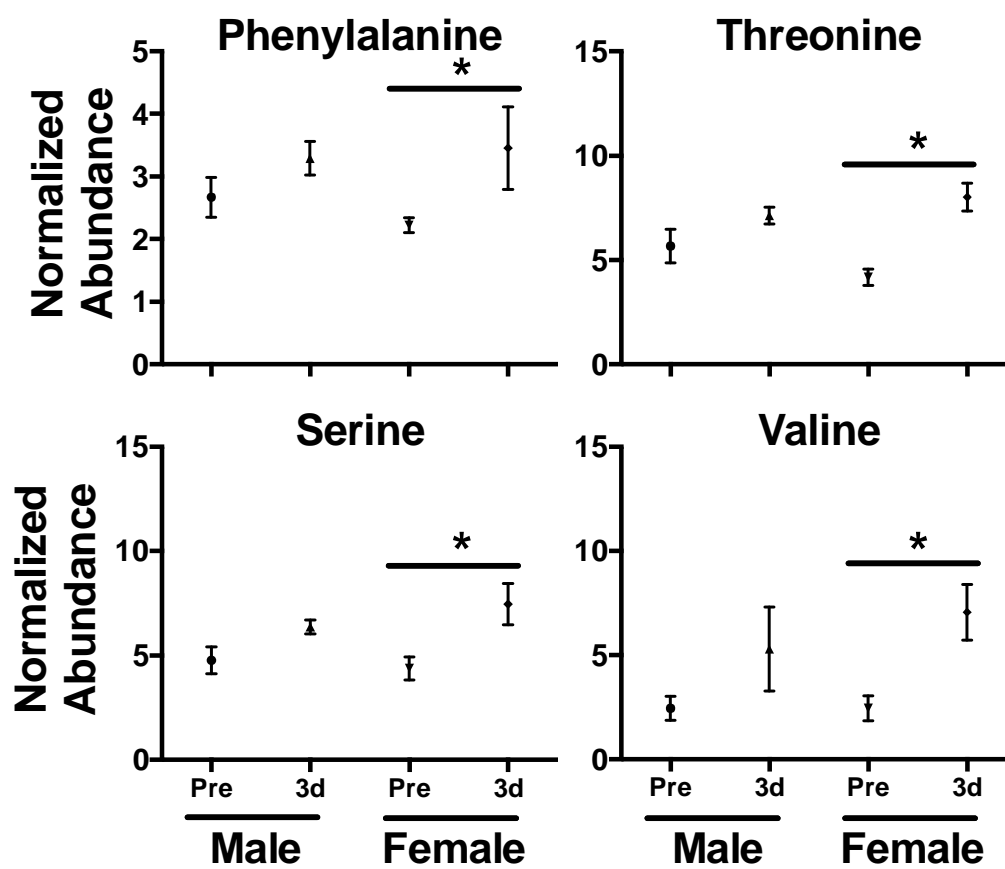 Phenylalanine
Normalized
Abundance
5
4
3
2
1
0
*
Threonine
15
10
5
0
*
Serine
Normalized
Abundance
15
10
5
0
*
Pre 3d Pre 3d
Male Female
Valine
15
10
5
0
*
Pre 3d Pre 3d
Male Female